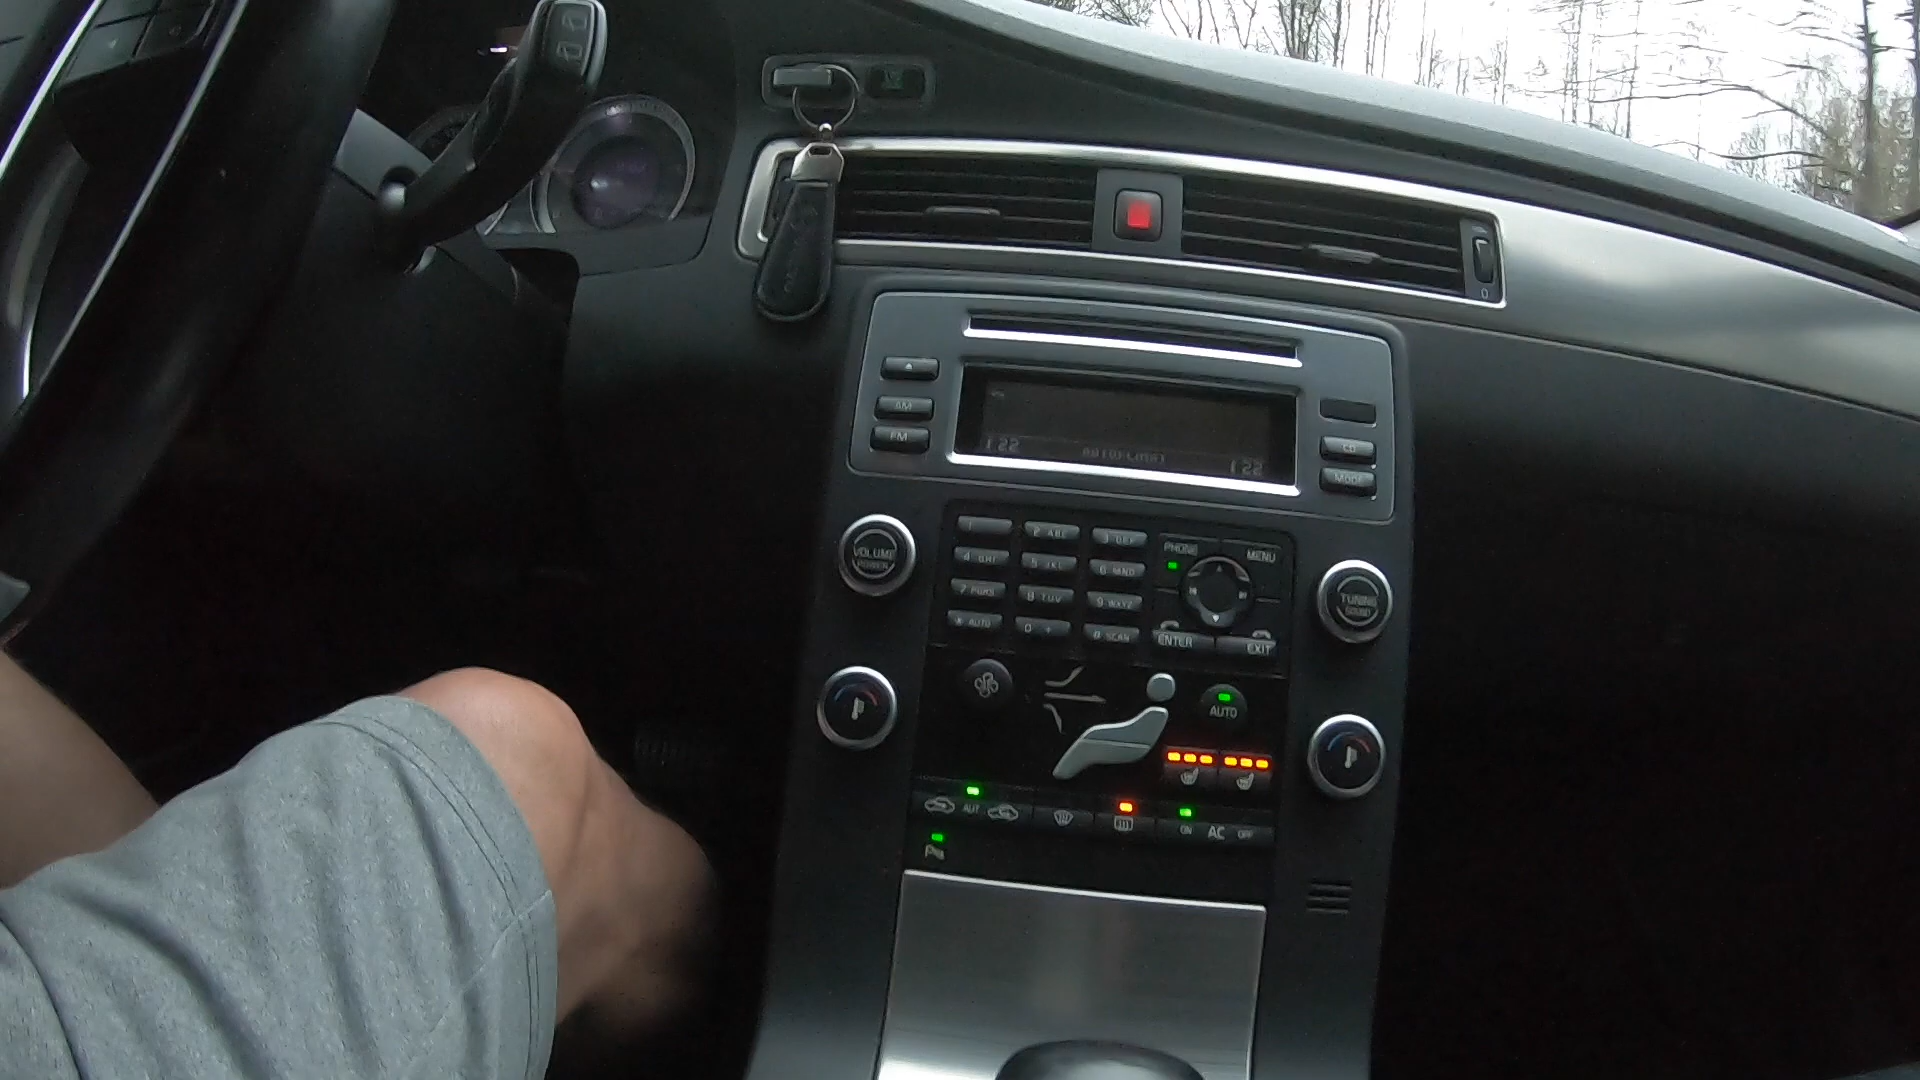 AM
FM
CD
MODE
1 22
1 22
VOLUME
POWER
1
2 ABC
3 DEF
4 GHI
5 JKL
6 MNO
7 PQRS
8 TUV
9 WXYZ
* AUTO
0 +
# SCAN
PHONE
MENU
ENTER
EXIT
TUNING
SOUND
AUTO
AUT
ON AC OFF
0